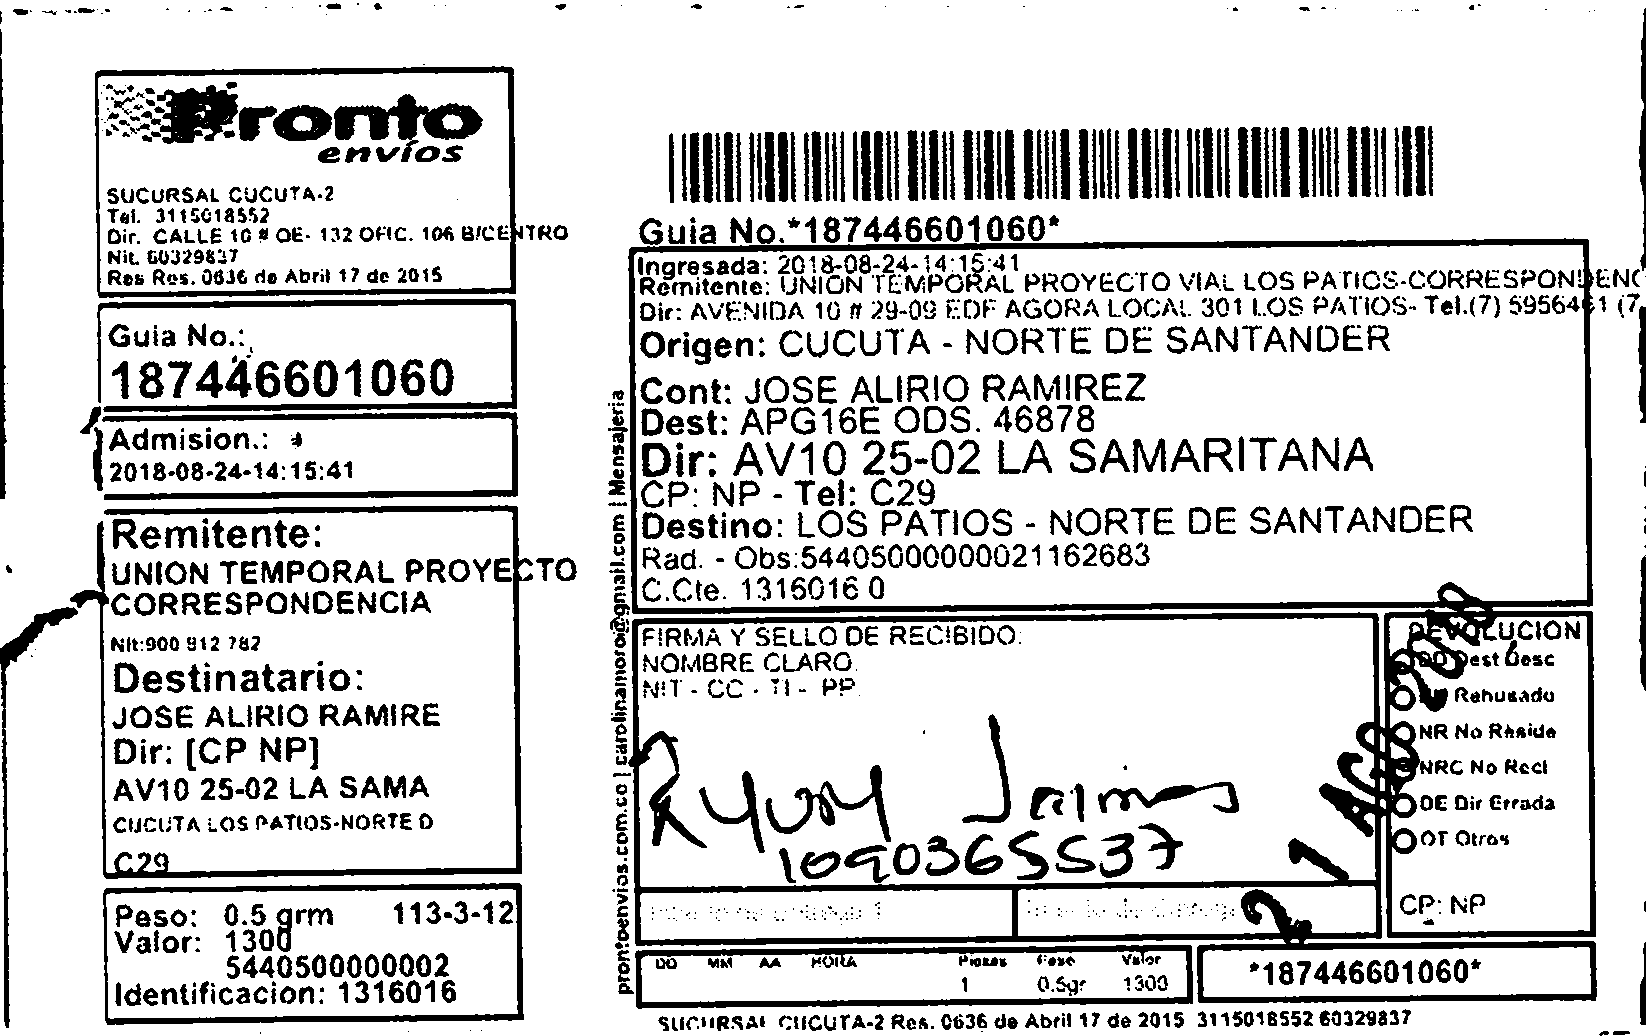 Pronto
envíos
SUCURSAL CUCUTA-2
Tel. 3115018552
Dir. CALLE 10 # OE- 132 OFIC. 106 B/CENTRO
Nit. 60329837
Res Res. 0636 de Abril 17 de 2015
Guia No.:
187446601060
Admision.:
2018-08-24-14:15:41
Remitente:
UNION TEMPORAL PROYECTO
CORRESPONDENCIA
Nit:900 912 782
Destinatario:
JOSE ALIRIO RAMIRE
Dir: [CP NP]
AV10 25-02 LA SAMA
CUCUTA LOS PATIOS-NORTE D
C29
Peso: 0.5 grm 113-3-12
Valor: 1300
5440500000002
Identificacion: 1316016
prontoenvios.com.co | carolinamoro@gmail.com | Mensajeria
Guia No.*187446601060*
Ingresada: 2018-08-24-14:15:41
Remitente: UNION TEMPORAL PROYECTO VIAL LOS PATIOS-CORRESPONDENC
Dir: AVENIDA 10 # 29-09 EDF AGORA LOCAL 301 LOS PATIOS- Tel.(7) 5956461 (7
Origen: CUCUTA - NORTE DE SANTANDER
Cont: JOSE ALIRIO RAMIREZ
Dest: APG16E ODS. 46878
Dir: AV10 25-02 LA SAMARITANA
CP: NP - Tel: C29
Destino: LOS PATIOS - NORTE DE SANTANDER
Rad. - Obs:544050000000021162683
C.Cte. 1316016 0
FIRMA Y SELLO DE RECIBIDO:
NOMBRE CLARO
NIT - CC - TI - PP
Jaimes
1090365537
DEVOLUCION
DD Dest Desc
Rehusado
NR No Reside
NRC No Recl
DE Dir Errada
OT Otros
CP: NP
AGO 2018
DD MM AA HORA Piezas Peso Valor
1 0.5gr 1300
*187446601060*
SUCURSAL CUCUTA-2 Res. 0636 de Abril 17 de 2015 3115018552 60329837